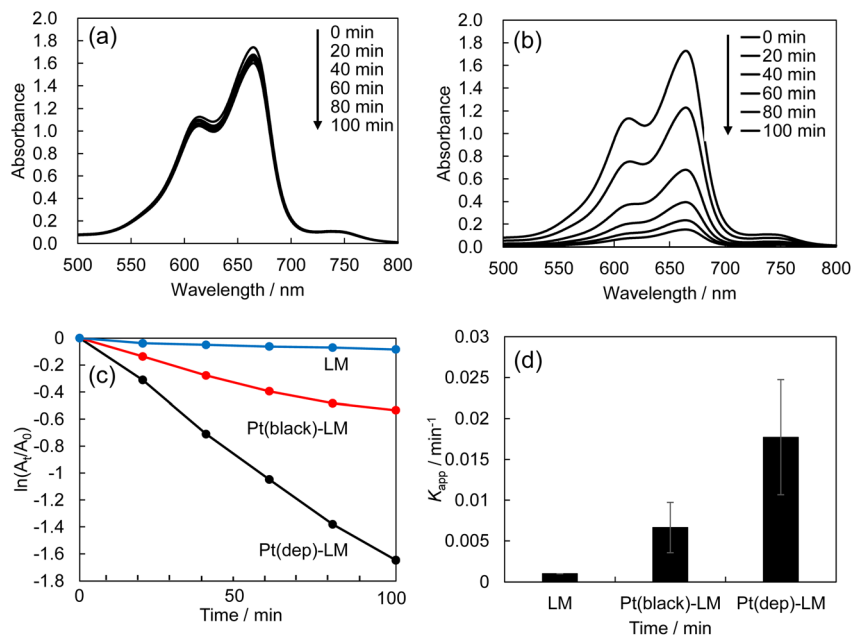 (a)
0 min
20 min
40 min
60 min
80 min
100 min
2.0
1.8
1.6
1.4
1.2
1.0
0.8
0.6
0.4
0.2
0.0
Absorbance
500 550 600 650 700 750 800
Wavelength / nm
(b)
0 min
20 min
40 min
60 min
80 min
100 min
2.0
1.8
1.6
1.4
1.2
1.0
0.8
0.6
0.4
0.2
0.0
Absorbance
500 550 600 650 700 750 800
Wavelength / nm
(c)
0
-0.2
-0.4
-0.6
-0.8
-1
-1.2
-1.4
-1.6
-1.8
ln(At/A0)
LM
Pt(black)-LM
Pt(dep)-LM
0 50 100
Time / min
(d)
0.03
0.025
0.02
0.015
0.01
0.005
0
Kapp / min-1
LM Pt(black)-LM Pt(dep)-LM
Time / min